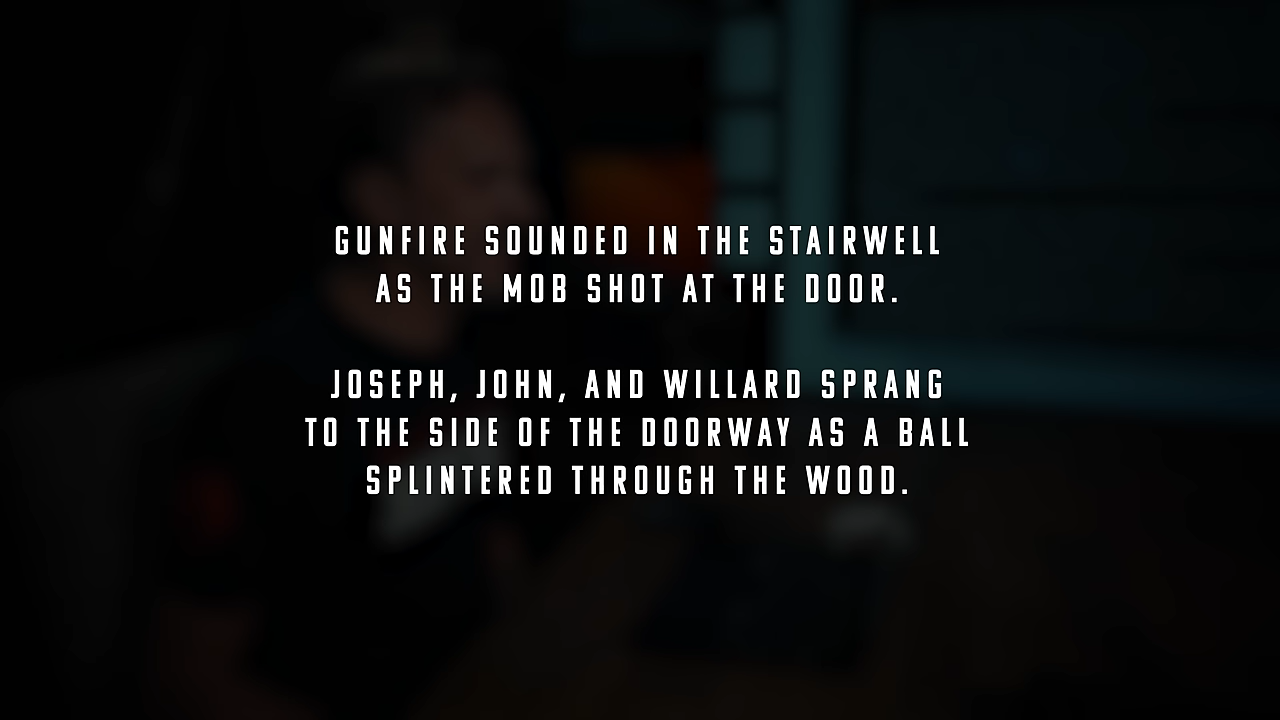 GUNFIRE SOUNDED IN THE STAIRWELL
AS THE MOB SHOT AT THE DOOR.
JOSEPH, JOHN, AND WILLARD SPRANG
TO THE SIDE OF THE DOORWAY AS A BALL
SPLINTERED THROUGH THE WOOD.